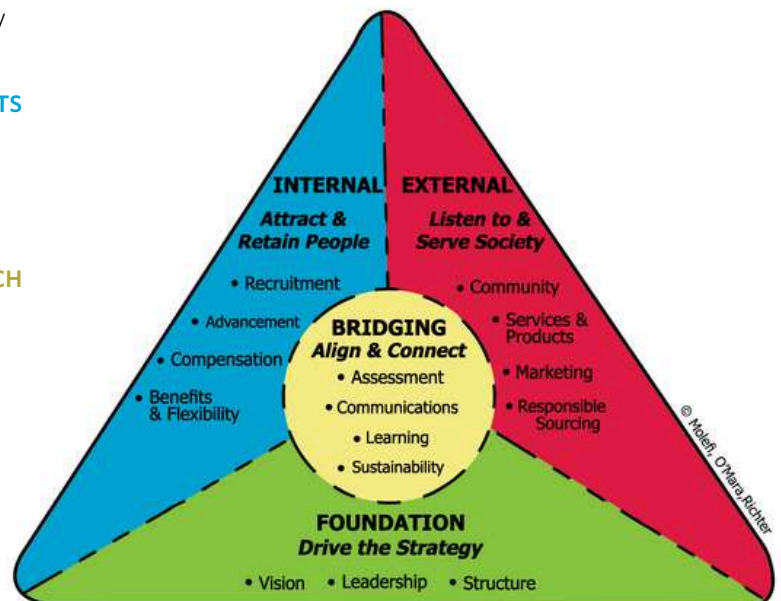 /
TS
CH
INTERNAL
Attract &
Retain People
• Recruitment
• Advancement
• Compensation
• Benefits
& Flexibility
EXTERNAL
Listen to &
Serve Society
• Community
• Services &
Products
• Marketing
• Responsible
Sourcing
BRIDGING
Align & Connect
• Assessment
• Communications
• Learning
• Sustainability
FOUNDATION
Drive the Strategy
• Vision • Leadership • Structure
© Molefi, O'Mara, Richter